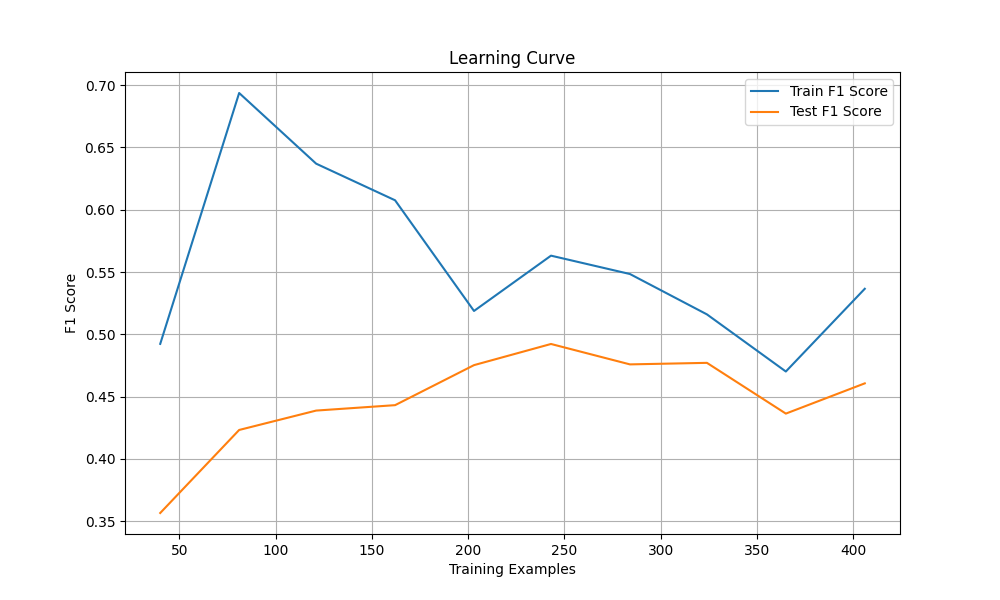 Learning Curve
Train F1 Score
Test F1 Score
F1 Score
0.70
0.65
0.60
0.55
0.50
0.45
0.40
0.35
50 100 150 200 250 300 350 400
Training Examples